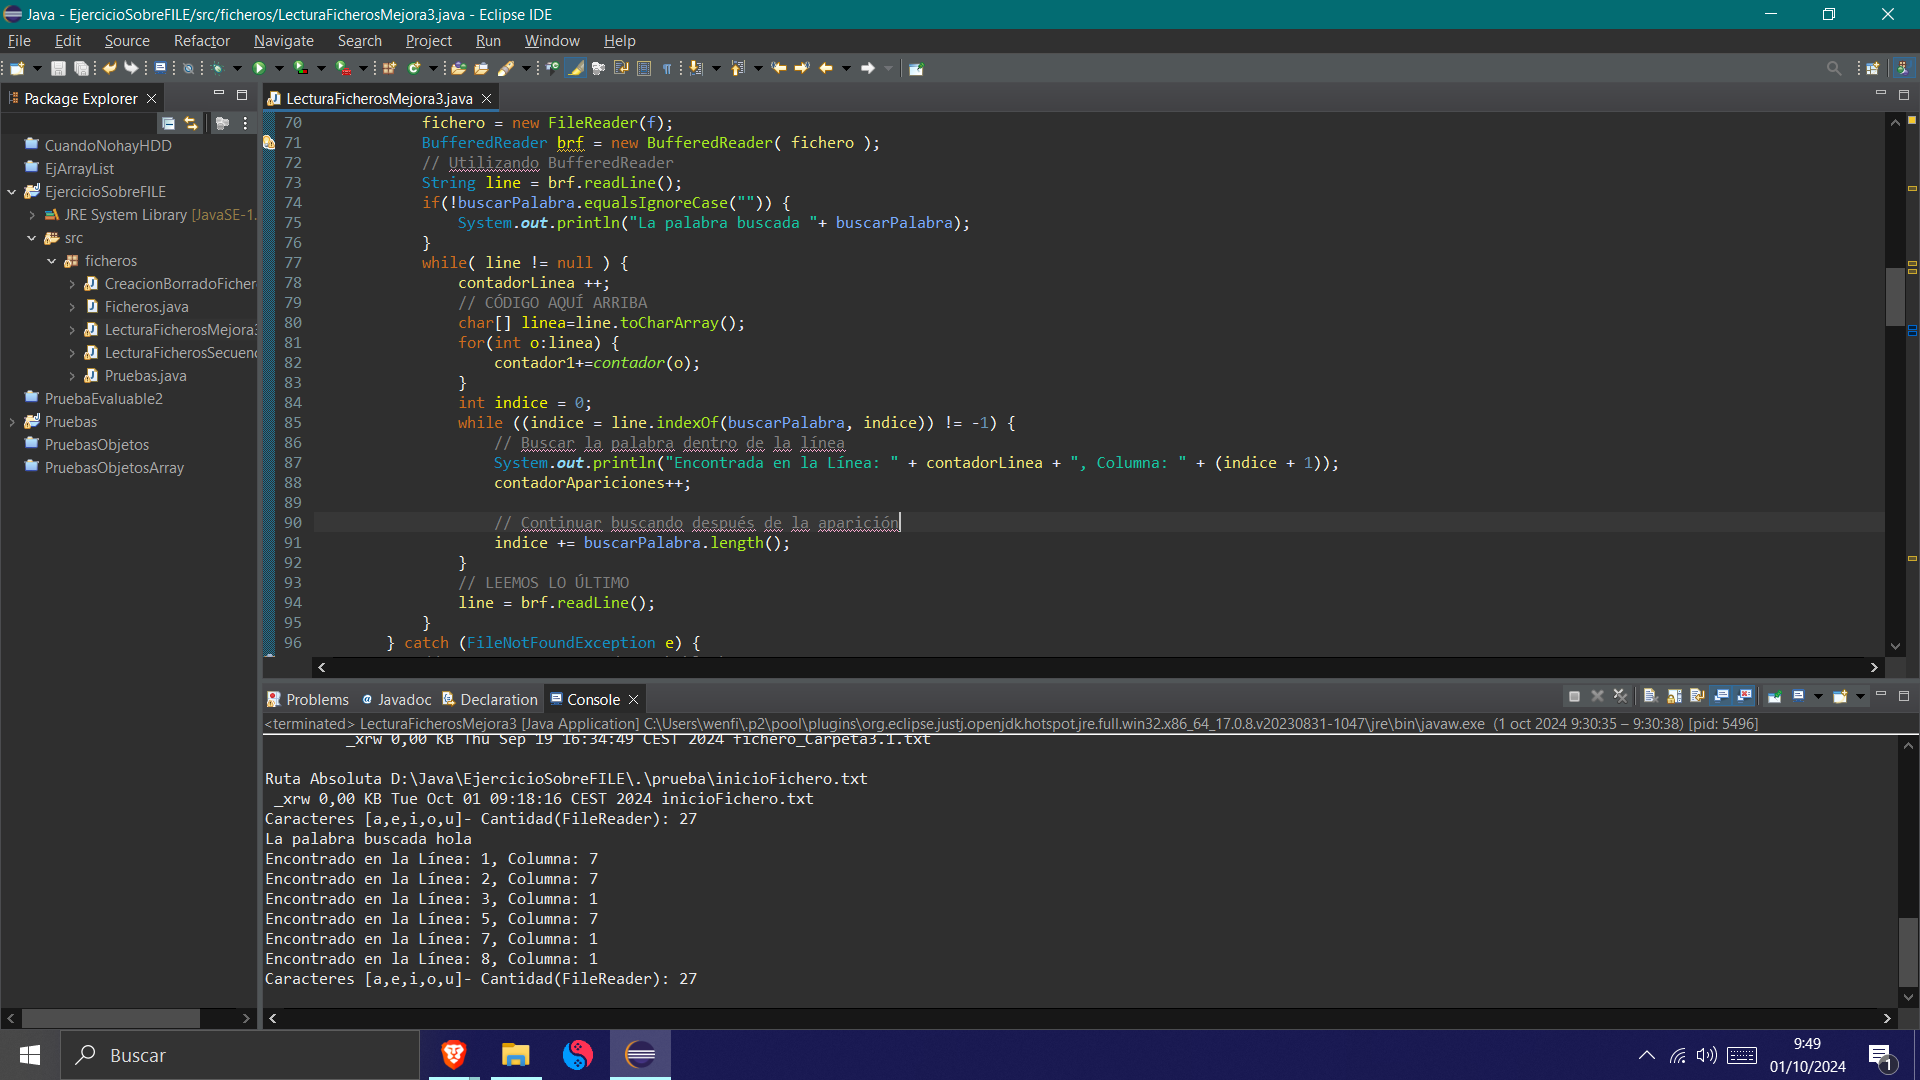 Java - EjercicioSobreFILE/src/ficheros/LecturaFicherosMejora3.java - Eclipse IDE
File Edit Source Refactor Navigate Search Project Run Window Help
Package Explorer
CuandoNohayHDD
EjArrayList
EjercicioSobreFILE
JRE System Library [JavaSE-1.
src
ficheros
CreacionBorradoFicher
Ficheros.java
LecturaFicherosMejora3
LecturaFicherosSecuenc
Pruebas.java
PruebaEvaluable2
Pruebas
PruebasObjetos
PruebasObjetosArray
LecturaFicherosMejora3.java
70 fichero = new FileReader(f);
71 BufferedReader brf = new BufferedReader( fichero );
72 // Utilizando BufferedReader
73 String line = brf.readLine();
74 if(!buscarPalabra.equalsIgnoreCase("")) {
75 System.out.println("La palabra buscada "+ buscarPalabra);
76 }
77 while( line != null ) {
78 contadorLinea ++;
79 // CÓDIGO AQUÍ ARRIBA
80 char[] linea=line.toCharArray();
81 for(int o:linea) {
82 contador1+=contador(o);
83 }
84 int indice = 0;
85 while ((indice = line.indexOf(buscarPalabra, indice)) != -1) {
86 // Buscar la palabra dentro de la línea
87 System.out.println("Encontrada en la Línea: " + contadorLinea + ", Columna: " + (indice + 1));
88 contadorApariciones++;
89
90 // Continuar buscando después de la aparición
91 indice += buscarPalabra.length();
92 }
93 // LEEMOS LO ÚLTIMO
94 line = brf.readLine();
95 }
96 } catch (FileNotFoundException e) {
Problems Javadoc Declaration Console
<terminated> LecturaFicherosMejora3 [Java Application] C:\Users\wenfi\.p2\pool\plugins\org.eclipse.justj.openjdk.hotspot.jre.full.win32.x86_64_17.0.8.v20230831-1047\jre\bin\javaw.exe (1 oct 2024 9:30:35 – 9:30:38) [pid: 5496]
_xrw 0,00 KB Thu Sep 19 16:34:49 CEST 2024 fichero_Carpeta3.1.txt
Ruta Absoluta D:\Java\EjercicioSobreFILE\.\prueba\inicioFichero.txt
_xrw 0,00 KB Tue Oct 01 09:18:16 CEST 2024 inicioFichero.txt
Caracteres [a,e,i,o,u]- Cantidad(FileReader): 27
La palabra buscada hola
Encontrado en la Línea: 1, Columna: 7
Encontrado en la Línea: 2, Columna: 7
Encontrado en la Línea: 3, Columna: 1
Encontrado en la Línea: 5, Columna: 7
Encontrado en la Línea: 7, Columna: 1
Encontrado en la Línea: 8, Columna: 1
Caracteres [a,e,i,o,u]- Cantidad(FileReader): 27
Buscar
9:49
01/10/2024
1